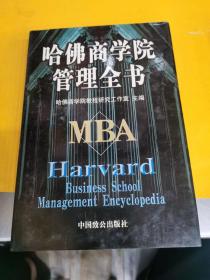 哈佛商学院
管理全书
哈佛商学院教程研究工作室 主编
MBA
Harvard
Business School
Management Encyclopedia
中国致公出版社